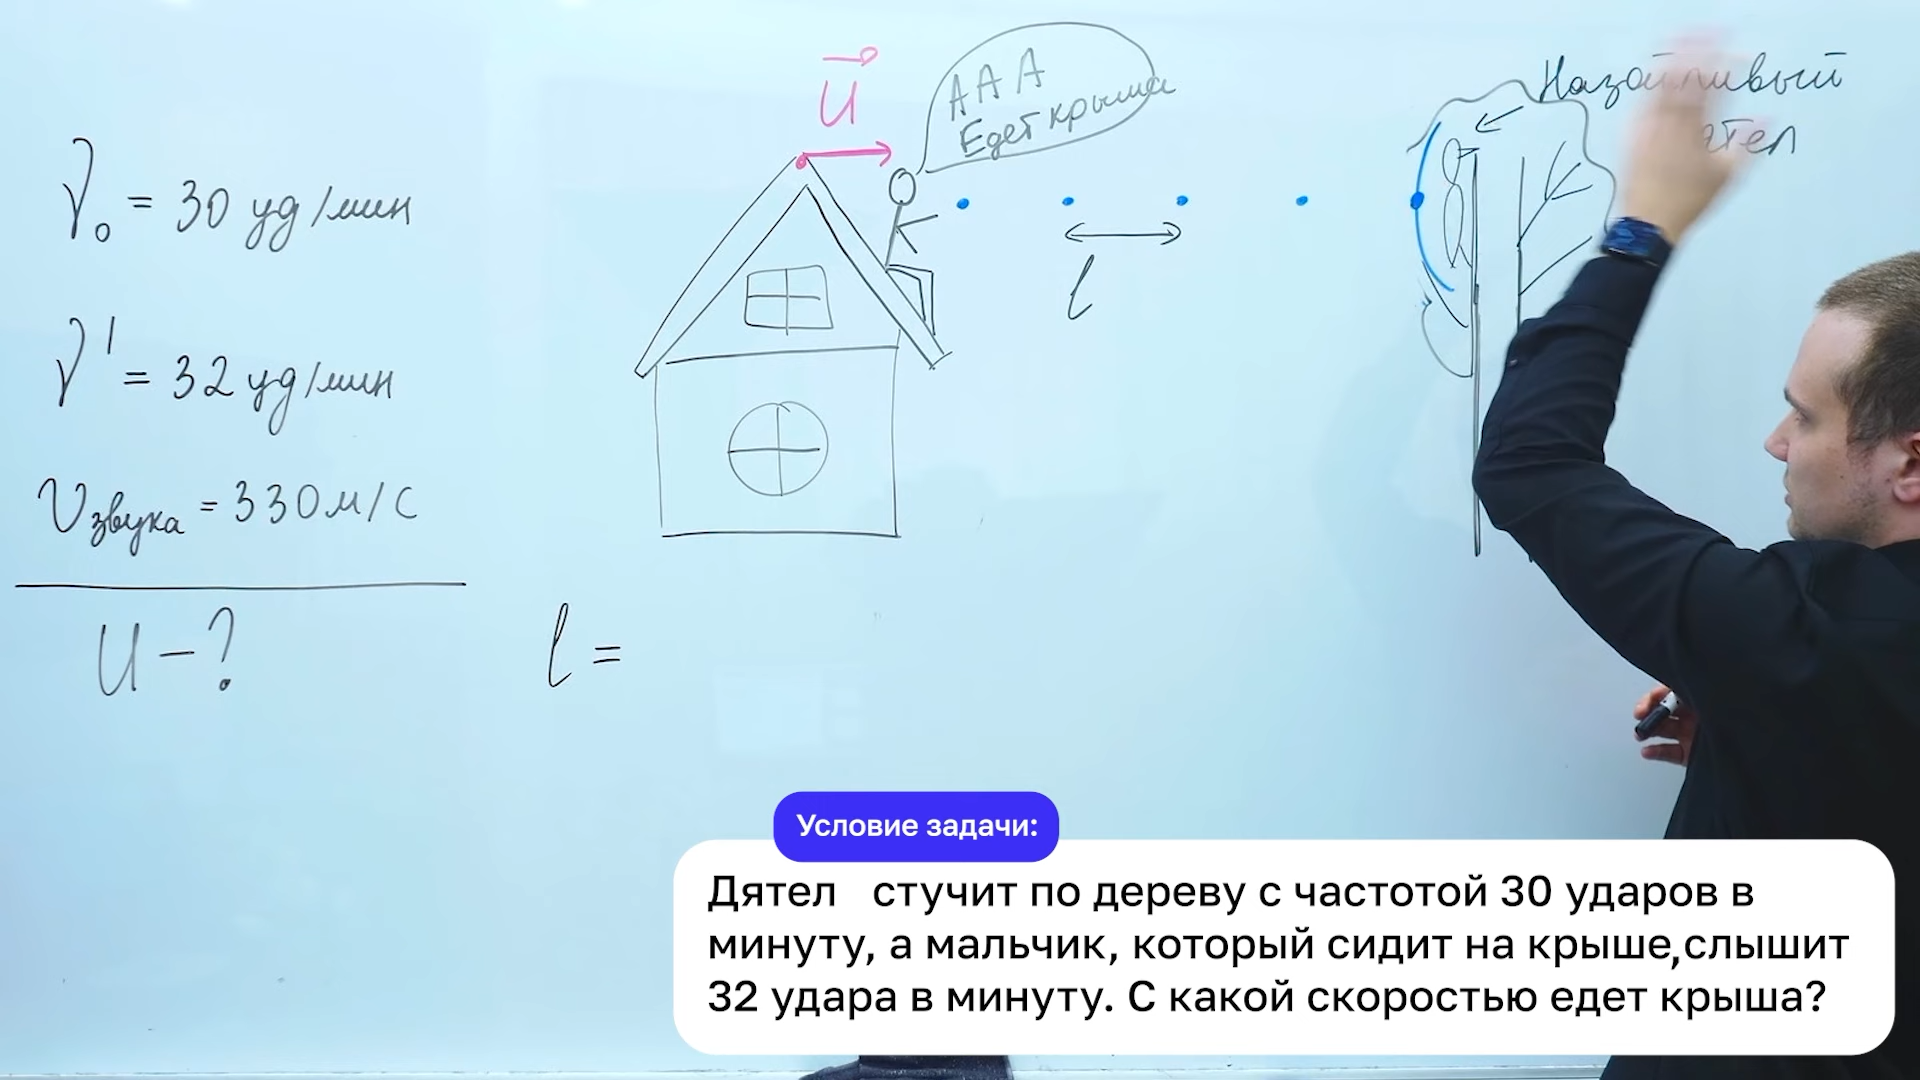 ν₀ = 30 уд/мин
ν' = 32 уд/мин
υзвука = 330м/с
U - ?
U
ААА
Едет крыша
l
l =
Условие задачи:
Дятел стучит по дереву с частотой 30 ударов в
минуту, а мальчик, который сидит на крыше,слышит
32 удара в минуту. С какой скоростью едет крыша?